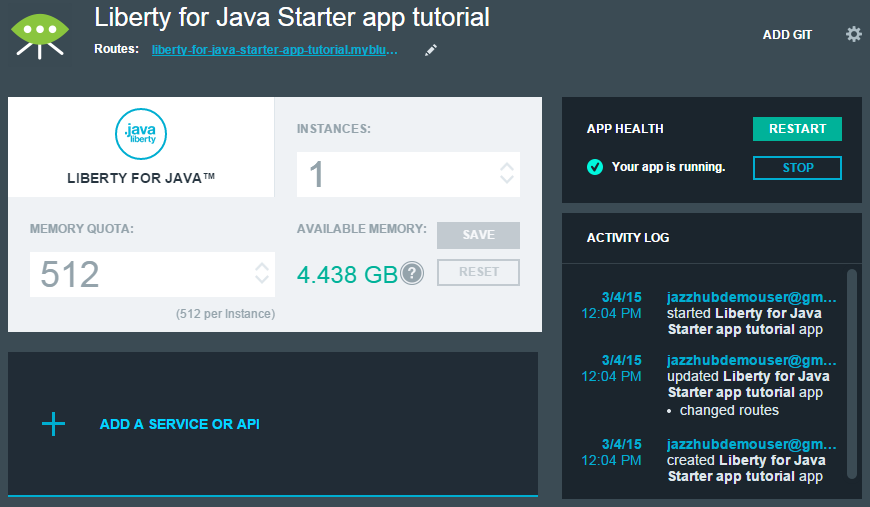 Liberty for Java Starter app tutorial
Routes: liberty-for-java-starter-app-tutorial.myblu...
ADD GIT
.java
liberty
LIBERTY FOR JAVA™
INSTANCES:
1
MEMORY QUOTA:
512
(512 per Instance)
AVAILABLE MEMORY:
4.438 GB ?
SAVE
RESET
ADD A SERVICE OR API
APP HEALTH
RESTART
Your app is running.
STOP
ACTIVITY LOG
3/4/15 jazzhubdemouser@gm...
12:04 PM started Liberty for Java
Starter app tutorial app
3/4/15 jazzhubdemouser@gm...
12:04 PM updated Liberty for Java
Starter app tutorial app
• changed routes
3/4/15 jazzhubdemouser@gm...
12:04 PM created Liberty for Java
Starter app tutorial app